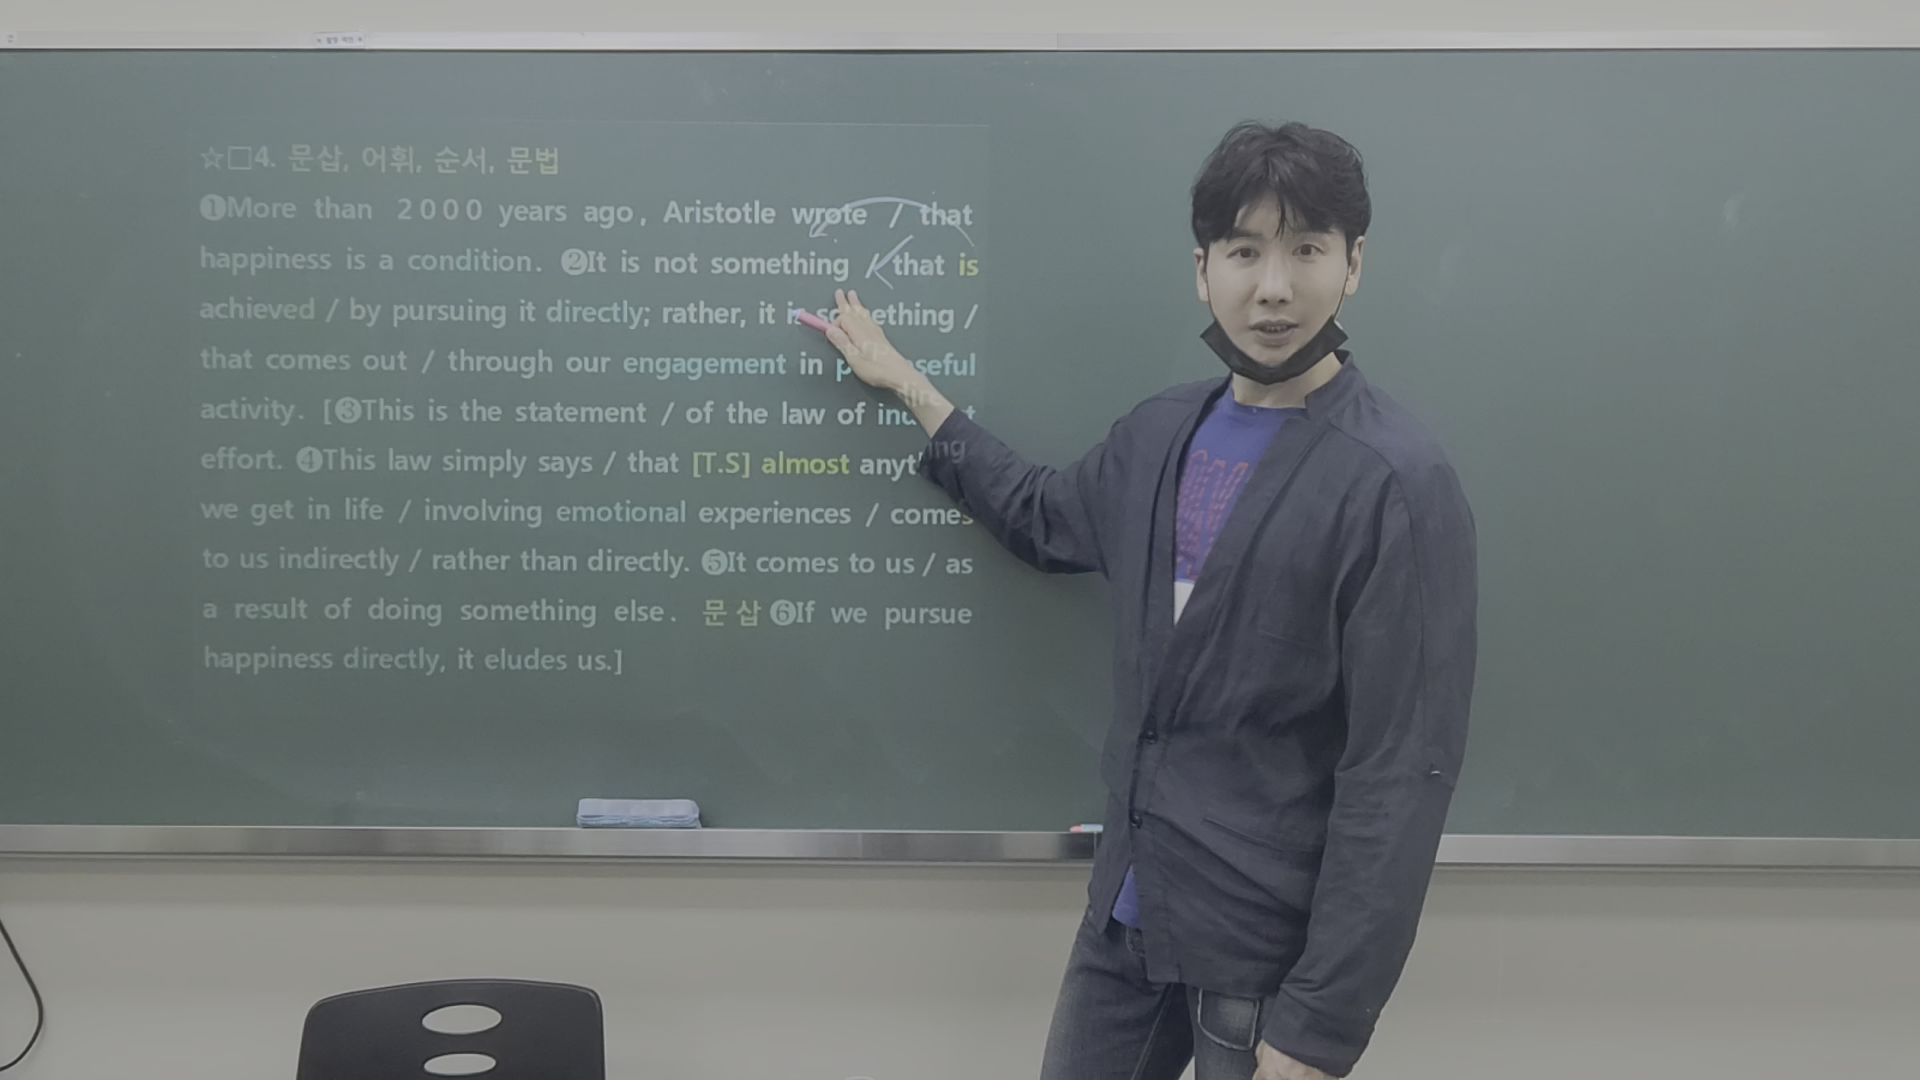 ☆□4. 문삽, 어휘, 순서, 문법
❶More than 2000 years ago, Aristotle wrote / that
happiness is a condition. ❷It is not something / that is
achieved / by pursuing it directly; rather, it is something /
that comes out / through our engagement in purposeful
activity. [❸This is the statement / of the law of indirect
effort. ❹This law simply says / that [T.S] almost anything
we get in life / involving emotional experiences / comes
to us indirectly / rather than directly. ❺It comes to us / as
a result of doing something else. 문삽 ❻If we pursue
happiness directly, it eludes us.]